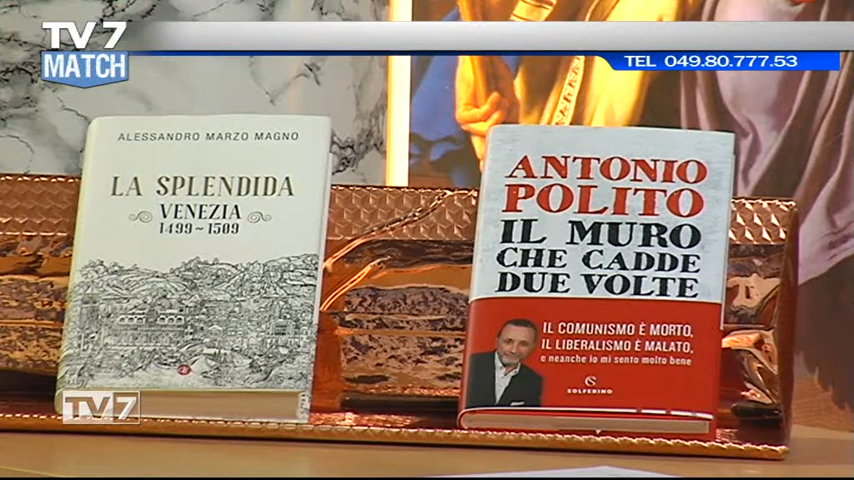 TV7
MATCH
TEL 049.80.777.53
ALESSANDRO MARZO MAGNO
LA SPLENDIDA
VENEZIA
1499~1509
ANTONIO
POLITO
IL MURO
CHE CADDE
DUE VOLTE
IL COMUNISMO È MORTO,
IL LIBERALISMO È MALATO,
e neanche io mi sento molto bene
SOLFERINO
TV7